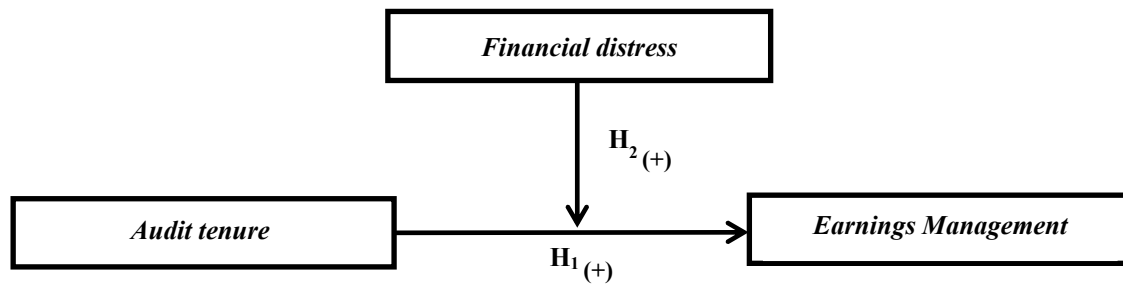 Financial distress
H2 (+)
Audit tenure
Earnings Management
H1 (+)